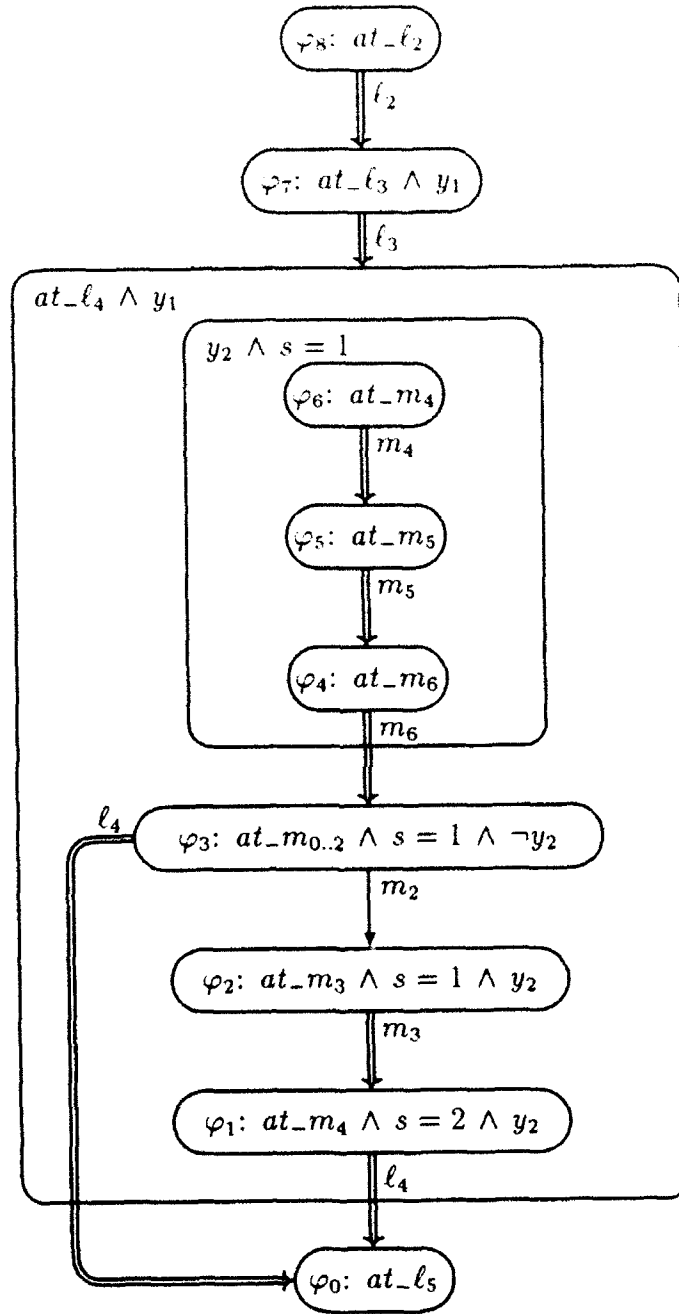 φ₈: at_ℓ₂
ℓ₂
φ₇: at_ℓ₃ ∧ y₁
ℓ₃
at_ℓ₄ ∧ y₁
y₂ ∧ s = 1
φ₆: at_m₄
m₄
φ₅: at_m₅
m₅
φ₄: at_m₆
m₆
ℓ₄
φ₃: at_m₀..₂ ∧ s = 1 ∧ ¬y₂
m₂
φ₂: at_m₃ ∧ s = 1 ∧ y₂
m₃
φ₁: at_m₄ ∧ s = 2 ∧ y₂
ℓ₄
φ₀: at_ℓ₅